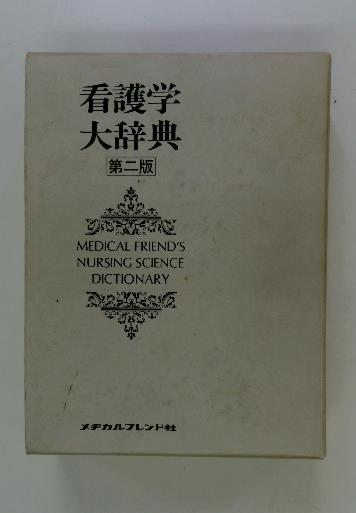 看護学
大辞典
第二版
MEDICAL FRIEND'S
NURSING SCIENCE
DICTIONARY
メヂカルフレンド社